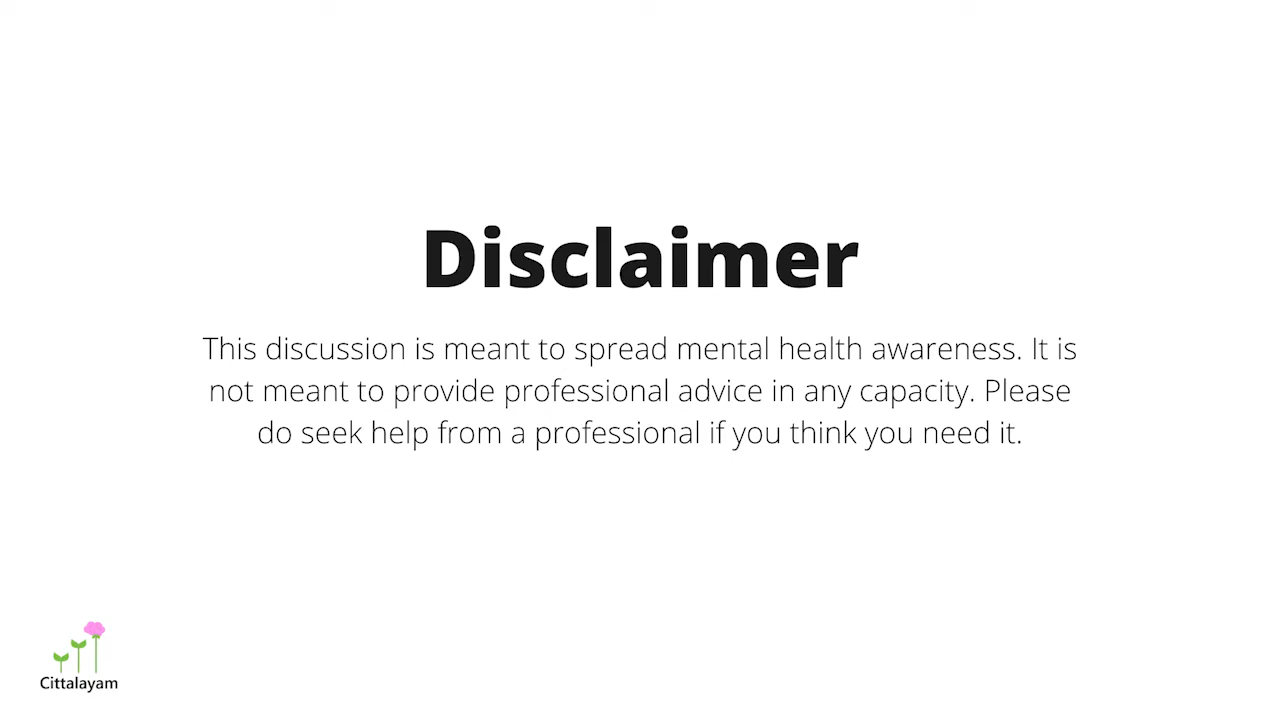 Disclaimer
This discussion is meant to spread mental health awareness. It is
not meant to provide professional advice in any capacity. Please
do seek help from a professional if you think you need it.
Cittalayam